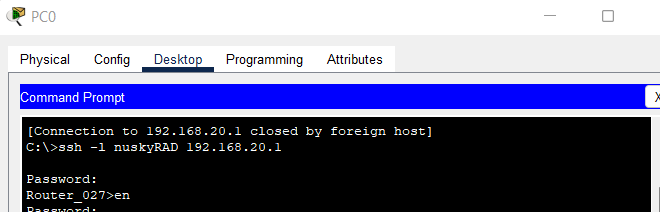 PC0
Physical Config Desktop Programming Attributes
Command Prompt
X
[Connection to 192.168.20.1 closed by foreign host]
C:\>ssh -l nuskyRAD 192.168.20.1
Password:
Router_027>en
Password: